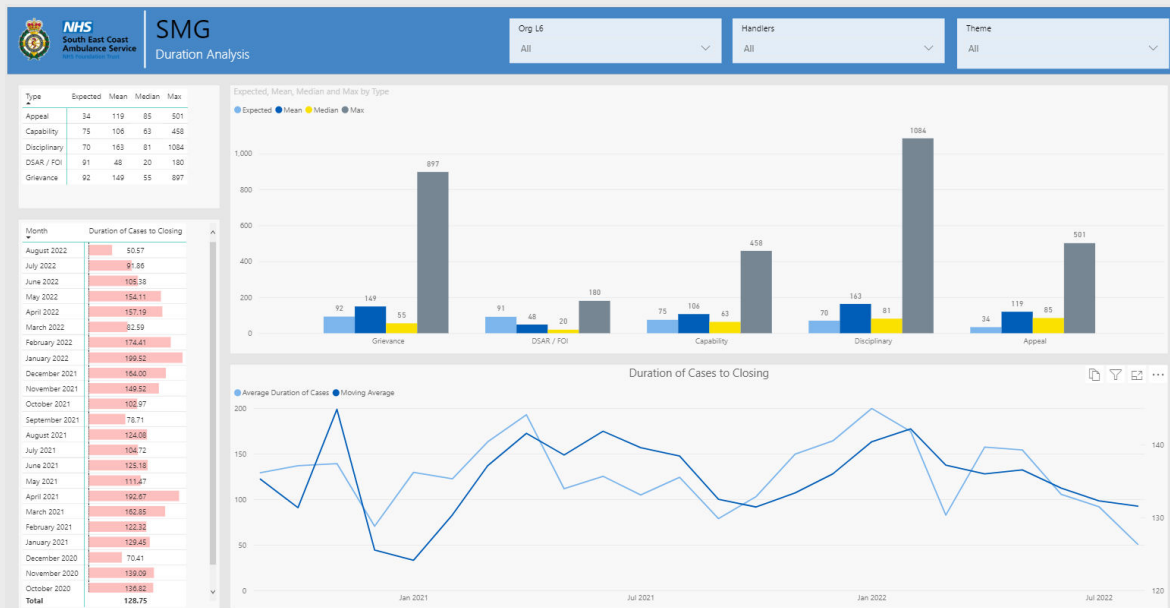 NHS
South East Coast
Ambulance Service
NHS Foundation Trust
SMG
Duration Analysis
Org L6
All
Handlers
All
Theme
All
Type Expected Mean Median Max
Appeal 34 119 85 501
Capability 75 106 63 458
Disciplinary 70 163 81 1084
DSAR / FOI 91 48 20 180
Grievance 92 149 55 897
Month Duration of Cases to Closing
August 2022 50.57
July 2022 91.86
June 2022 105.38
May 2022 154.11
April 2022 157.19
March 2022 82.59
February 2022 174.41
January 2022 199.52
December 2021 164.00
November 2021 149.52
October 2021 102.97
September 2021 78.71
August 2021 124.08
July 2021 104.72
June 2021 125.18
May 2021 111.47
April 2021 192.67
March 2021 162.85
February 2021 122.32
January 2021 129.45
December 2020 70.41
November 2020 139.09
October 2020 136.82
Total 128.75
Expected, Mean, Median and Max by Type
Expected Mean Median Max
1,000
800
600
400
200
0
92 149 55 897
91 48 20 180
75 106 63 458
70 163 81 1084
34 119 85 501
Grievance DSAR / FOI Capability Disciplinary Appeal
Duration of Cases to Closing
Average Duration of Cases Moving Average
200
150
100
50
0
140
130
120
Jan 2021 Jul 2021 Jan 2022 Jul 2022